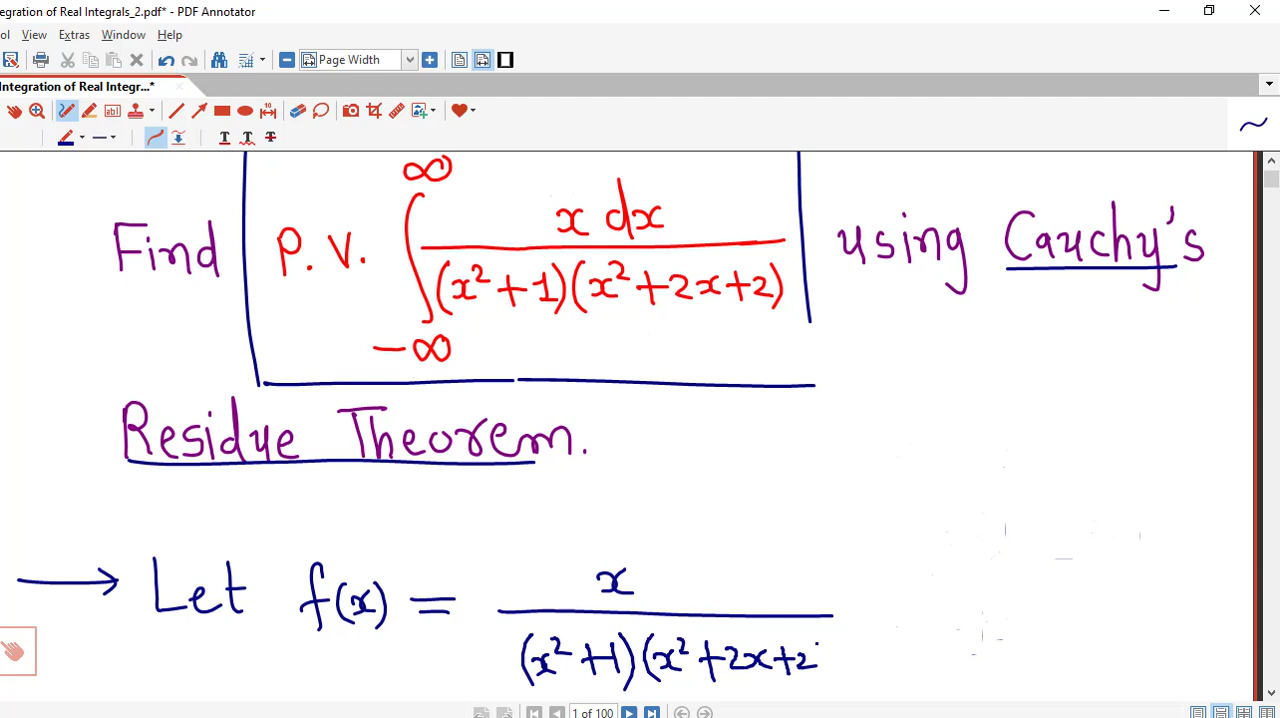 egration of Real Integrals_2.pdf* - PDF Annotator
ol View Extras Window Help
Page Width
Integration of Real Integr...*
Find P.V. ∫_{-∞}^{∞} x dx / (x²+1)(x²+2x+2) using Cauchy's
Residue Theorem.
→ Let f(x) = x / (x²+1)(x²+2x+2
1 of 100